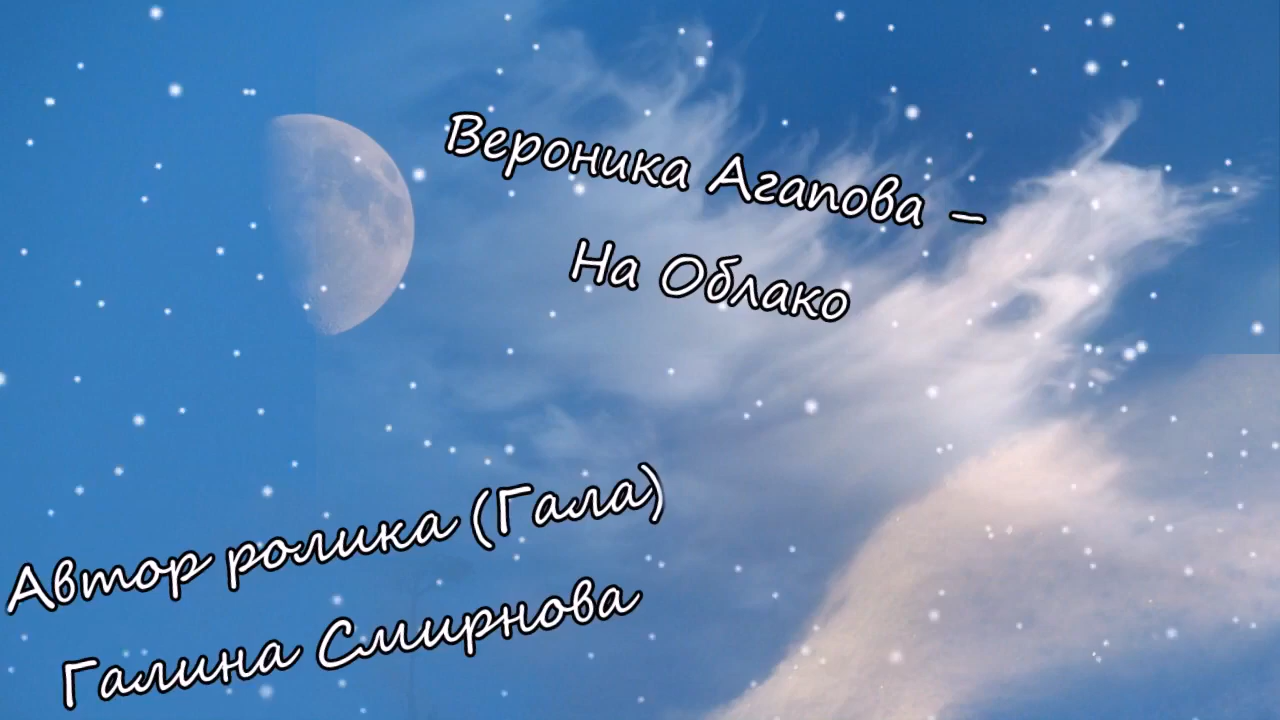 Вероника Агапова –
На Облако
Автор ролика (Гала)
Галина Смирнова